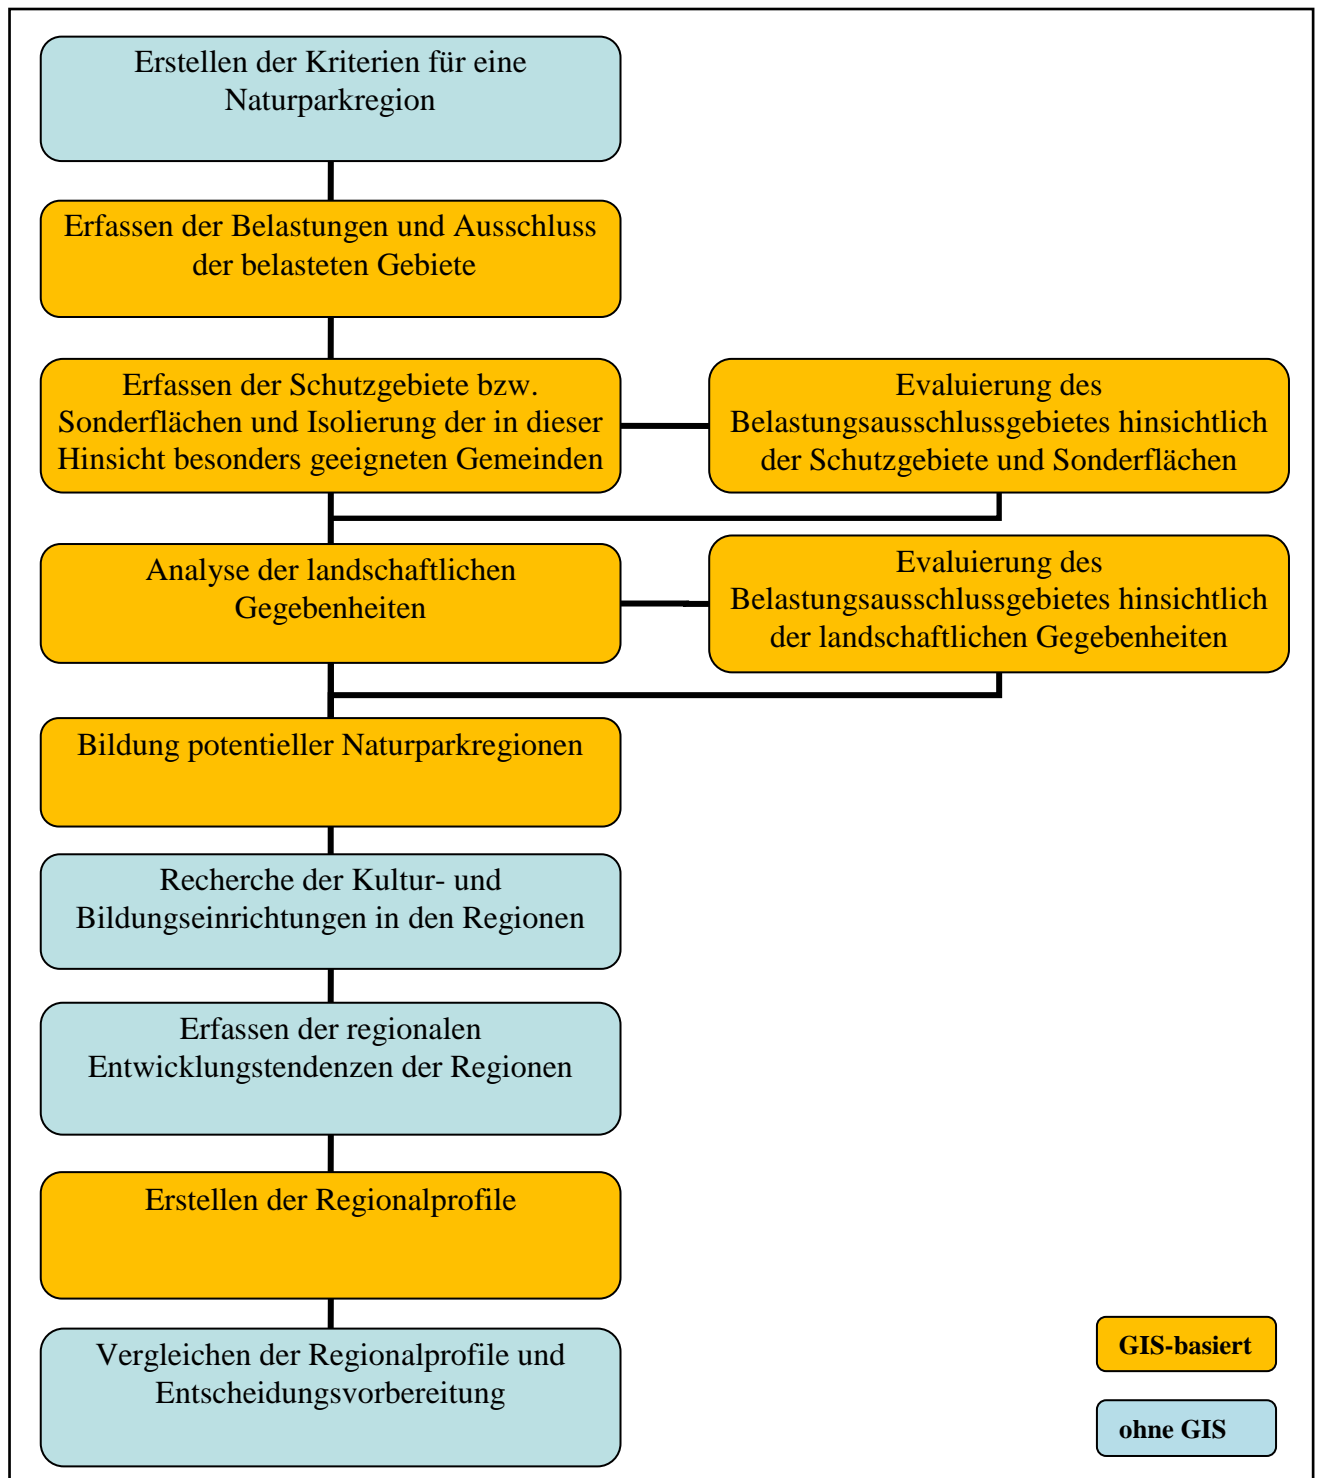 Erstellen der Kriterien für eine
Naturparkregion
Erfassen der Belastungen und Ausschluss
der belasteten Gebiete
Erfassen der Schutzgebiete bzw.
Sonderflächen und Isolierung der in dieser
Hinsicht besonders geeigneten Gemeinden
Evaluierung des
Belastungsausschlussgebietes hinsichtlich
der Schutzgebiete und Sonderflächen
Analyse der landschaftlichen
Gegebenheiten
Evaluierung des
Belastungsausschlussgebietes hinsichtlich
der landschaftlichen Gegebenheiten
Bildung potentieller Naturparkregionen
Recherche der Kultur- und
Bildungseinrichtungen in den Regionen
Erfassen der regionalen
Entwicklungstendenzen der Regionen
Erstellen der Regionalprofile
Vergleichen der Regionalprofile und
Entscheidungsvorbereitung
GIS-basiert
ohne GIS